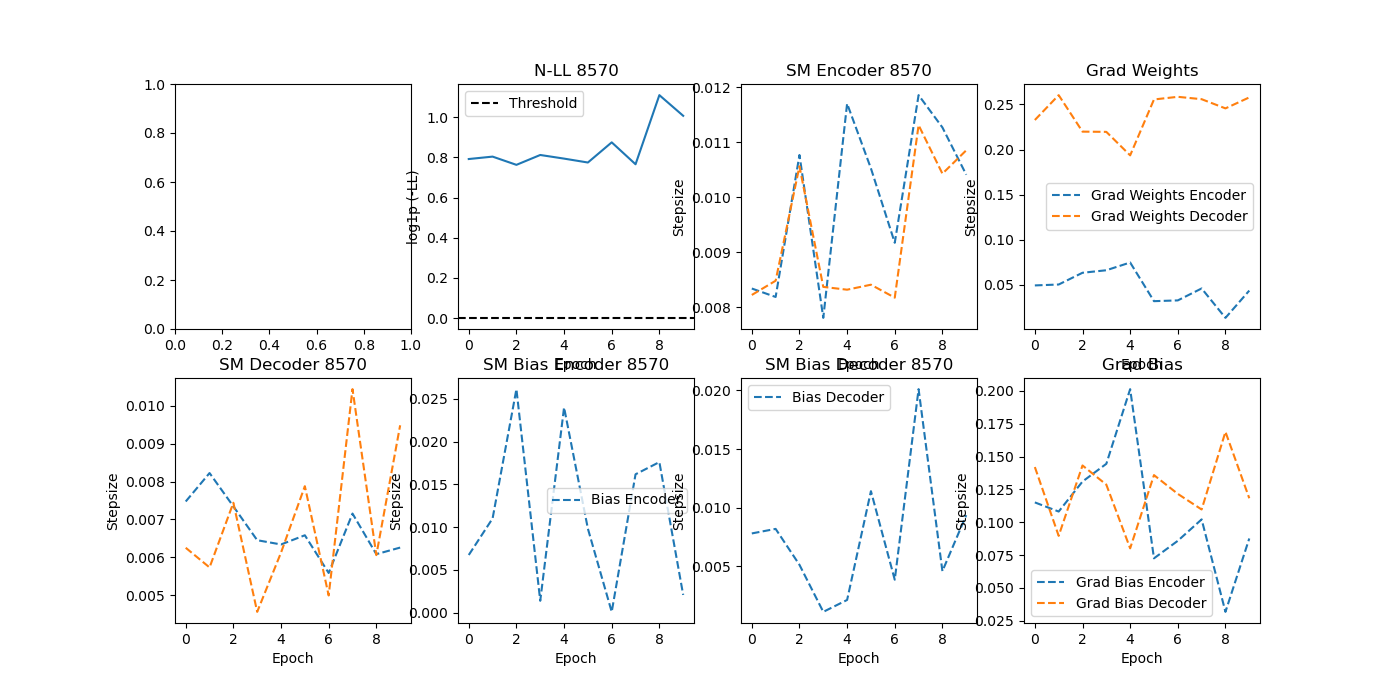 N-LL 8570
SM Encoder 8570
Grad Weights
1.0
0.8
0.6
0.4
0.2
0.0
0.0 0.2 0.4 0.6 0.8 1.0
log1p (-LL)
1.0
0.8
0.6
0.4
0.2
0.0
Threshold
0 2 4 6 8
Epoch
Stepsize
0.012
0.011
0.010
0.009
0.008
0 2 4 6 8
Epoch
Stepsize
0.25
0.20
0.15
0.10
0.05
Grad Weights Encoder
Grad Weights Decoder
0 2 4 6 8
Epoch
SM Decoder 8570
SM Bias Encoder 8570
SM Bias Decoder 8570
Grad Bias
Stepsize
0.010
0.009
0.008
0.007
0.006
0.005
0 2 4 6 8
Epoch
Stepsize
0.025
0.020
0.015
0.010
0.005
0.000
Bias Encoder
0 2 4 6 8
Epoch
Stepsize
0.020
0.015
0.010
0.005
Bias Decoder
0 2 4 6 8
Epoch
Stepsize
0.200
0.175
0.150
0.125
0.100
0.075
0.050
0.025
Grad Bias Encoder
Grad Bias Decoder
0 2 4 6 8
Epoch